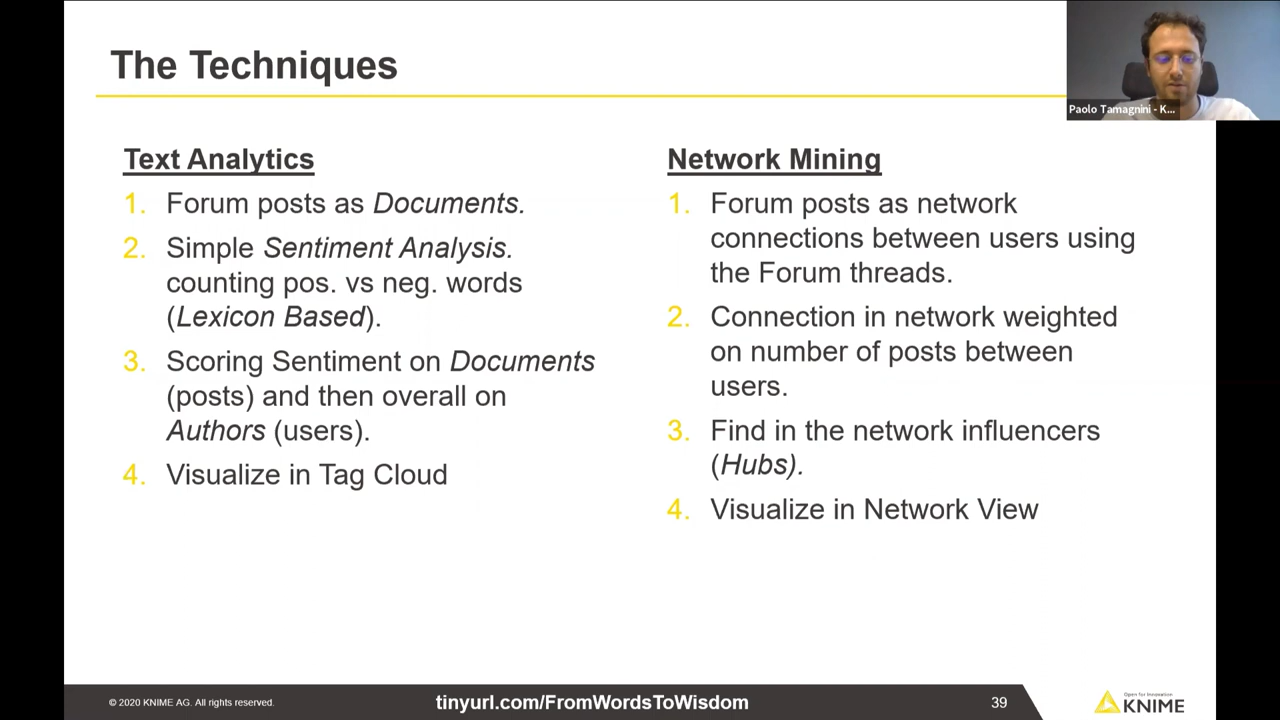 The Techniques
Paolo Tamagnini - K...
Text Analytics
1. Forum posts as Documents.
2. Simple Sentiment Analysis.
counting pos. vs neg. words
(Lexicon Based).
3. Scoring Sentiment on Documents
(posts) and then overall on
Authors (users).
4. Visualize in Tag Cloud
Network Mining
1. Forum posts as network
connections between users using
the Forum threads.
2. Connection in network weighted
on number of posts between
users.
3. Find in the network influencers
(Hubs).
4. Visualize in Network View
© 2020 KNIME AG. All rights reserved.
tinyurl.com/FromWordsToWisdom
39
Open for Innovation
KNIME